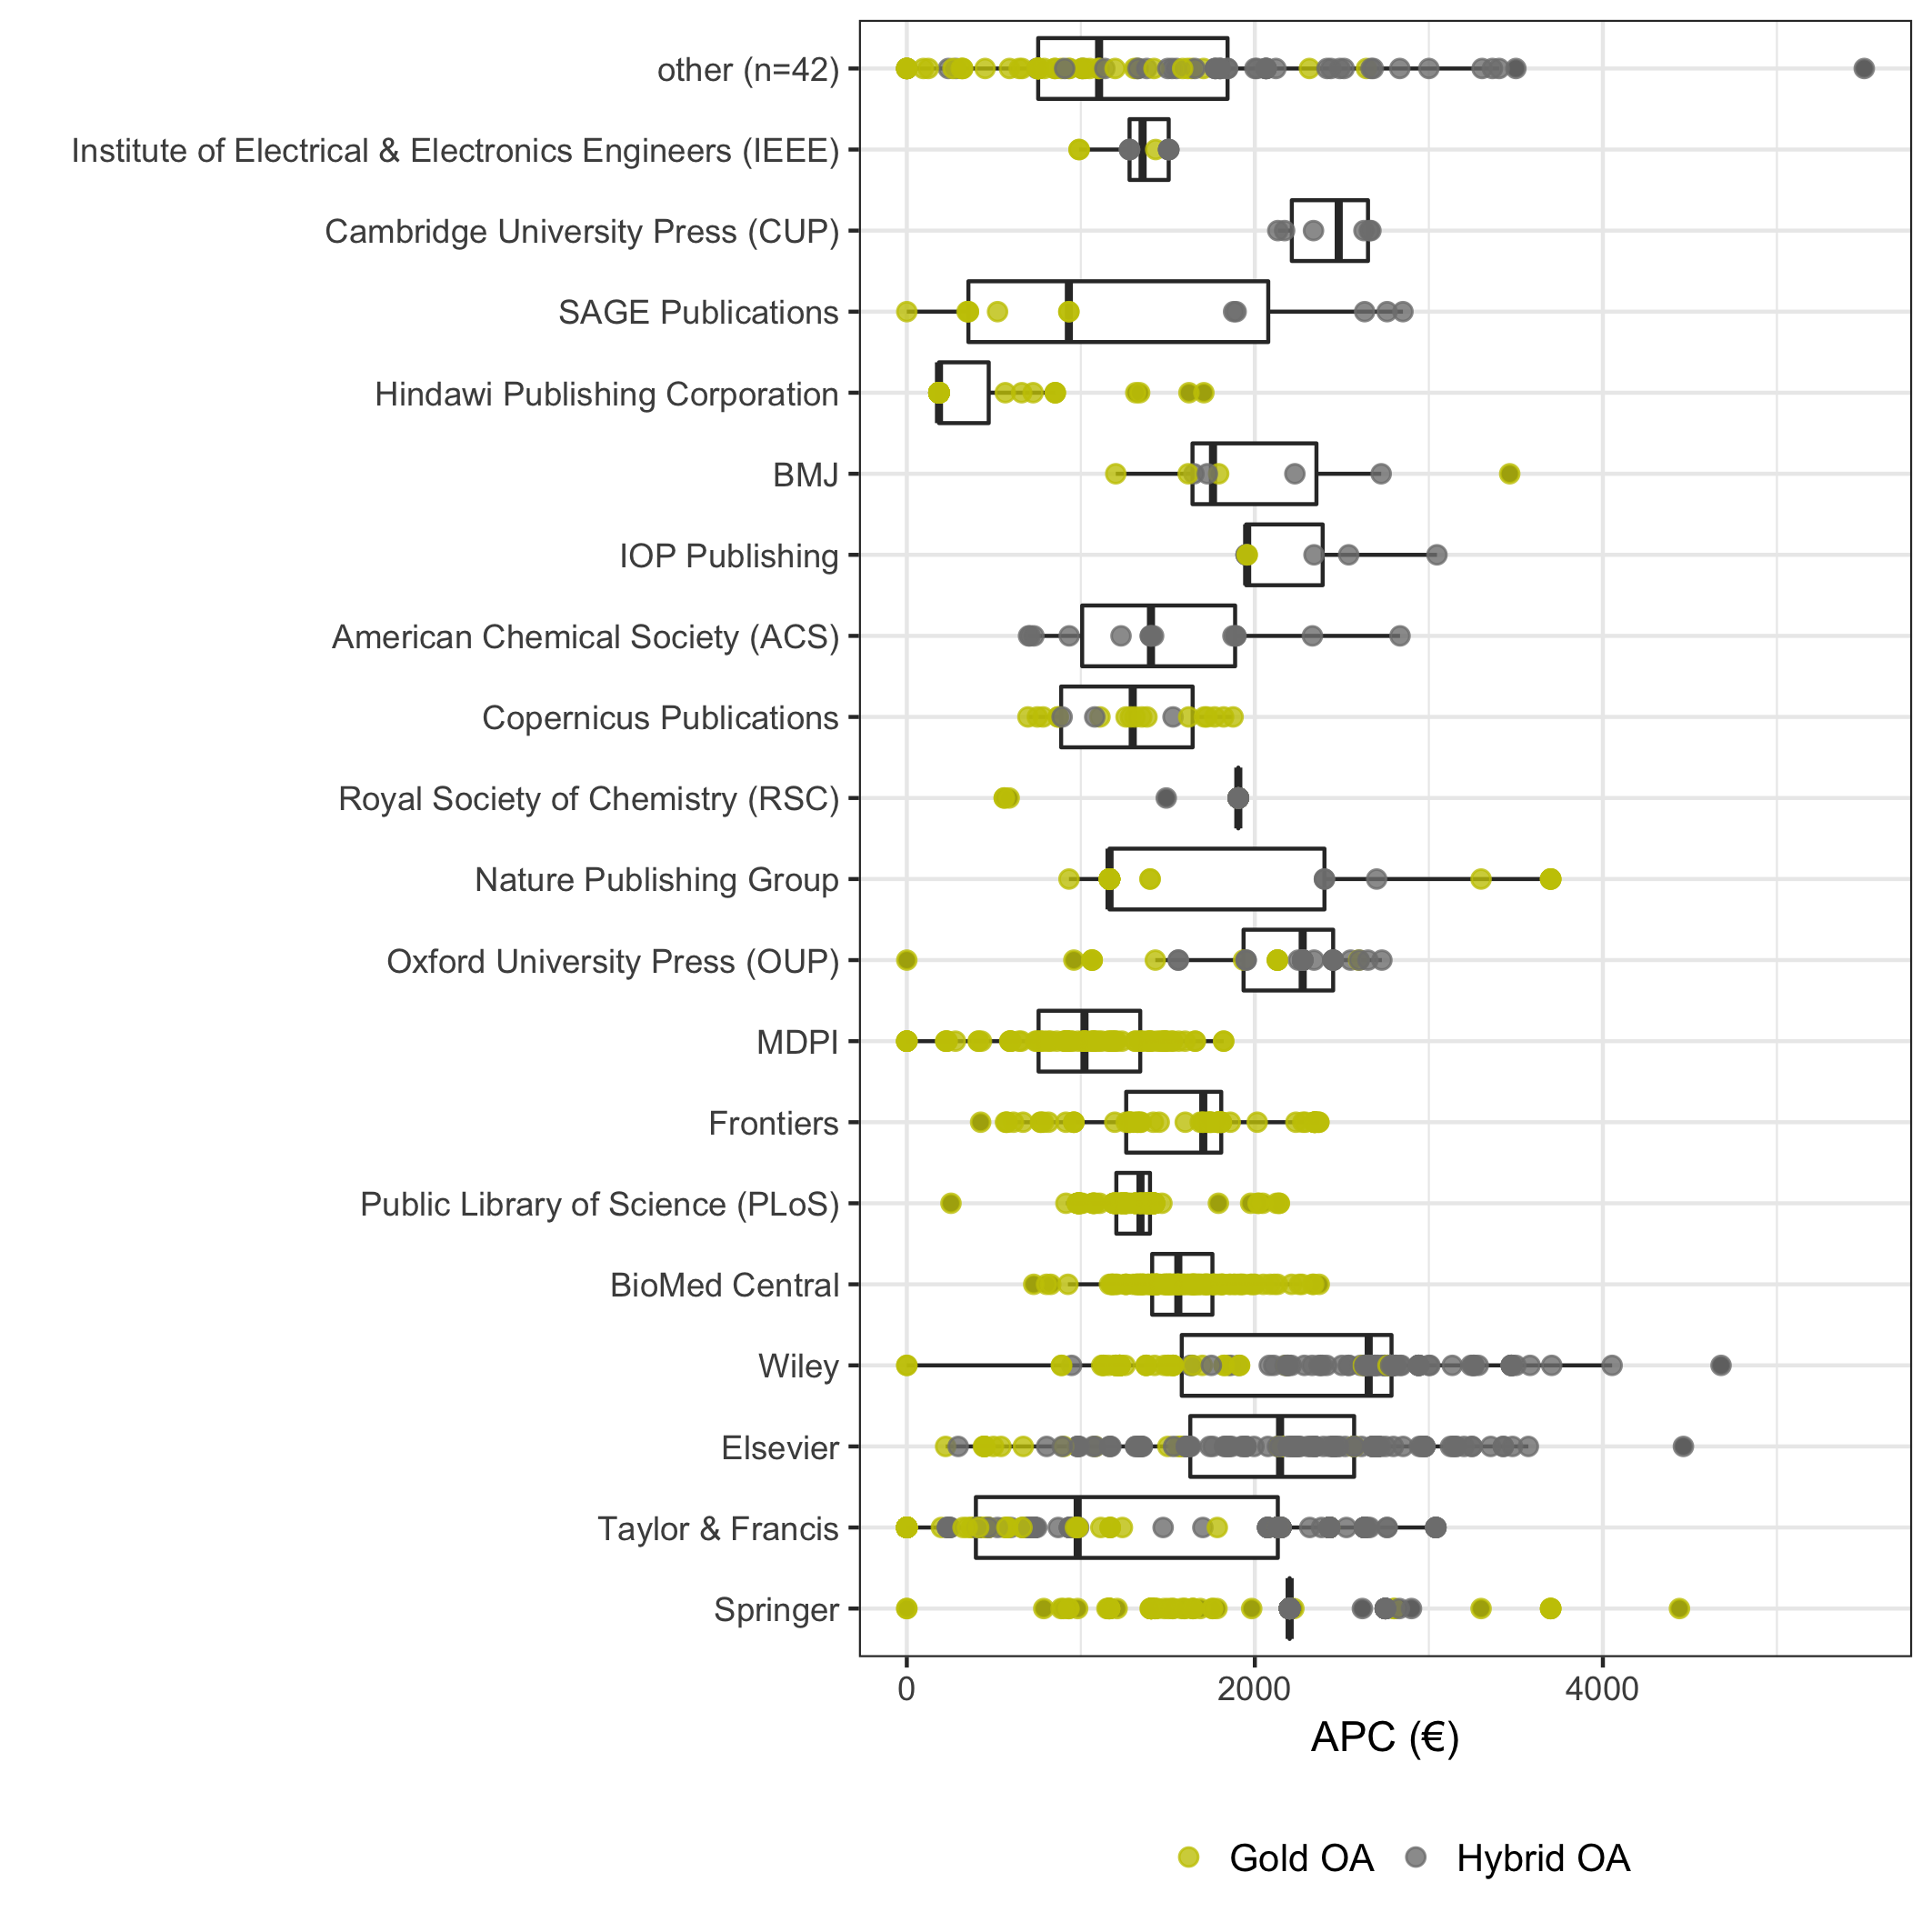 other (n=42)
Institute of Electrical & Electronics Engineers (IEEE)
Cambridge University Press (CUP)
SAGE Publications
Hindawi Publishing Corporation
BMJ
IOP Publishing
American Chemical Society (ACS)
Copernicus Publications
Royal Society of Chemistry (RSC)
Nature Publishing Group
Oxford University Press (OUP)
MDPI
Frontiers
Public Library of Science (PLoS)
BioMed Central
Wiley
Elsevier
Taylor & Francis
Springer
0 2000 4000
APC (€)
Gold OA Hybrid OA